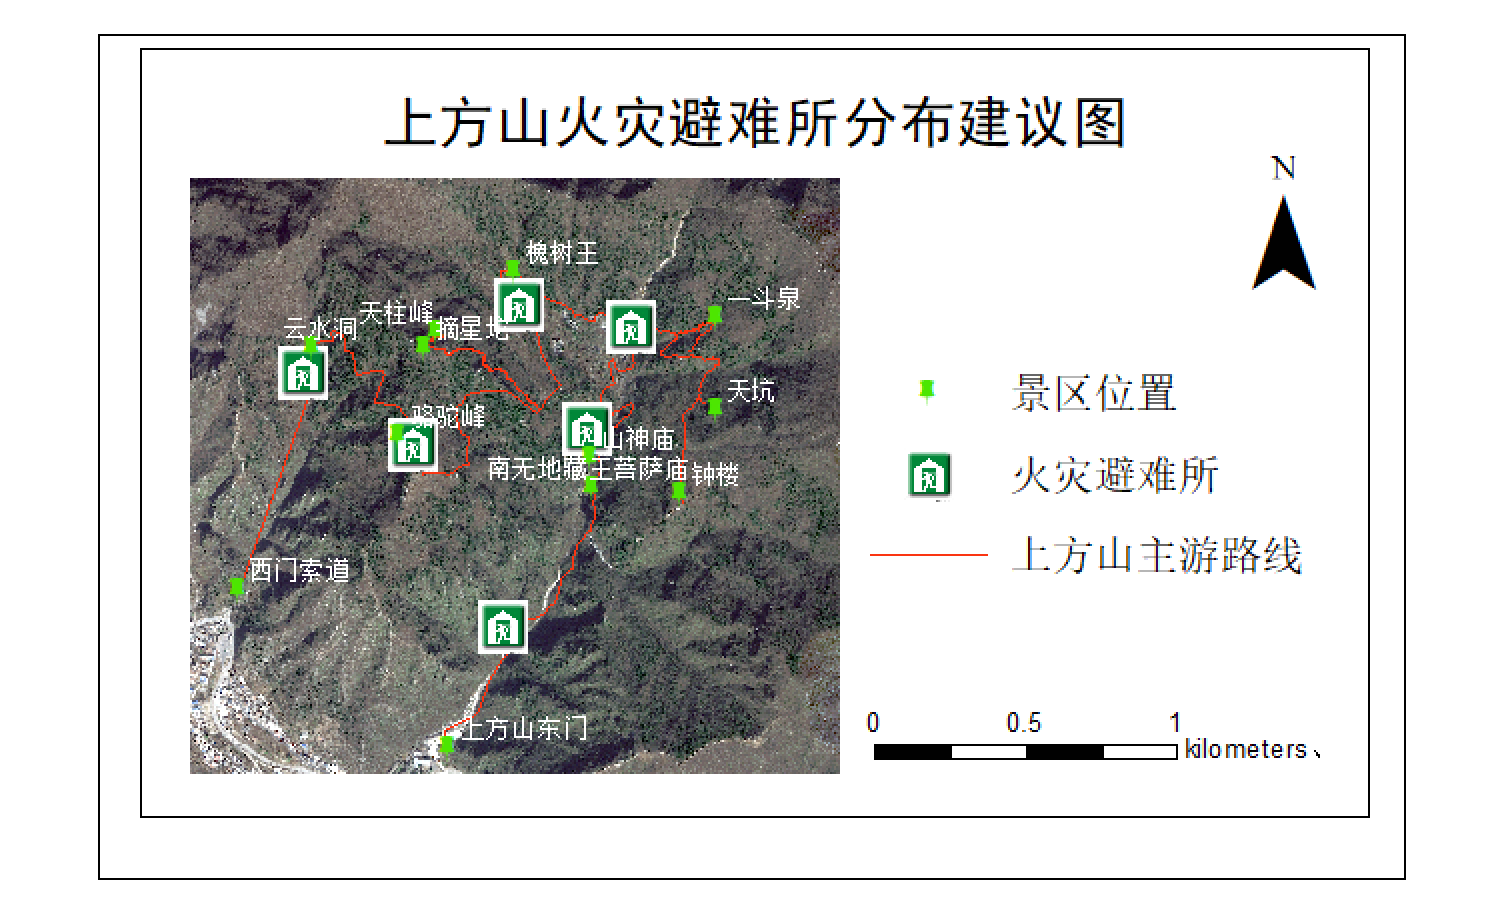 上方山火灾避难所分布建议图
N
槐树王
一斗泉
天柱峰
摘星坨
云水洞
天坑
骆驼峰
山神庙
南无地藏王菩萨庙
钟楼
西门索道
上方山东门
景区位置
火灾避难所
上方山主游路线
0 0.5 1
kilometers